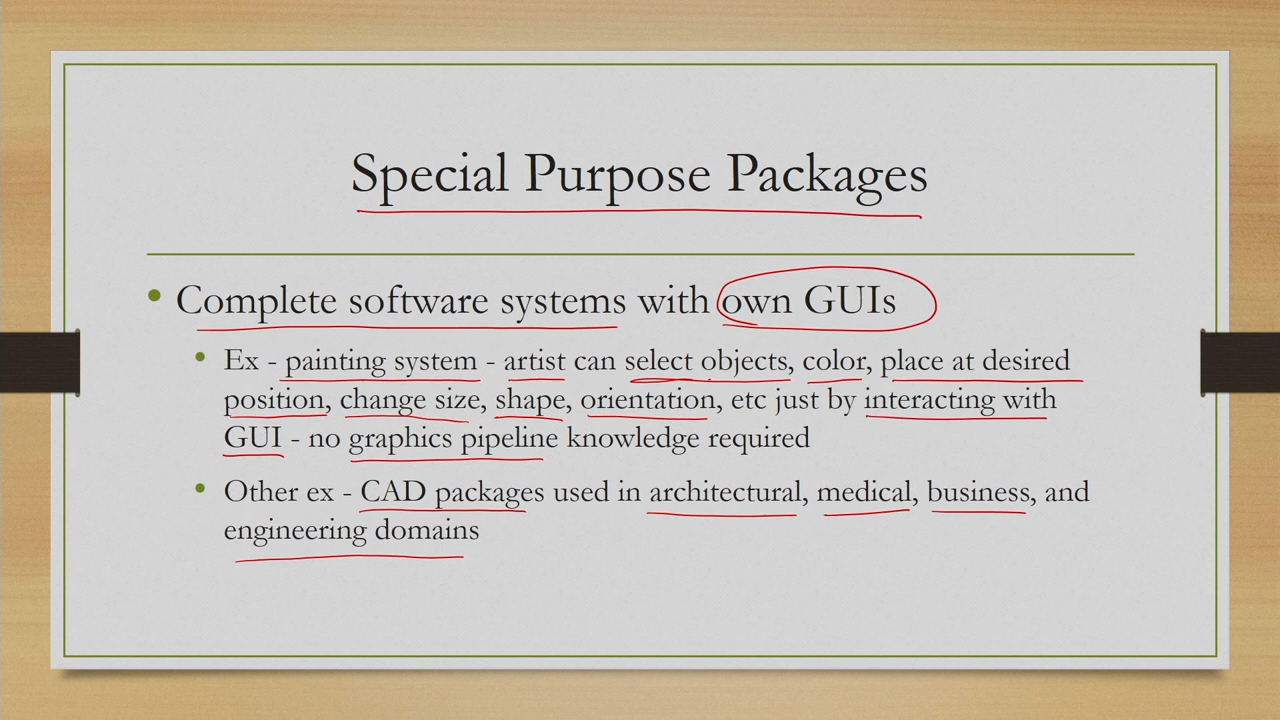 Special Purpose Packages
• Complete software systems with own GUIs
• Ex - painting system - artist can select objects, color, place at desired
position, change size, shape, orientation, etc just by interacting with
GUI - no graphics pipeline knowledge required
• Other ex - CAD packages used in architectural, medical, business, and
engineering domains